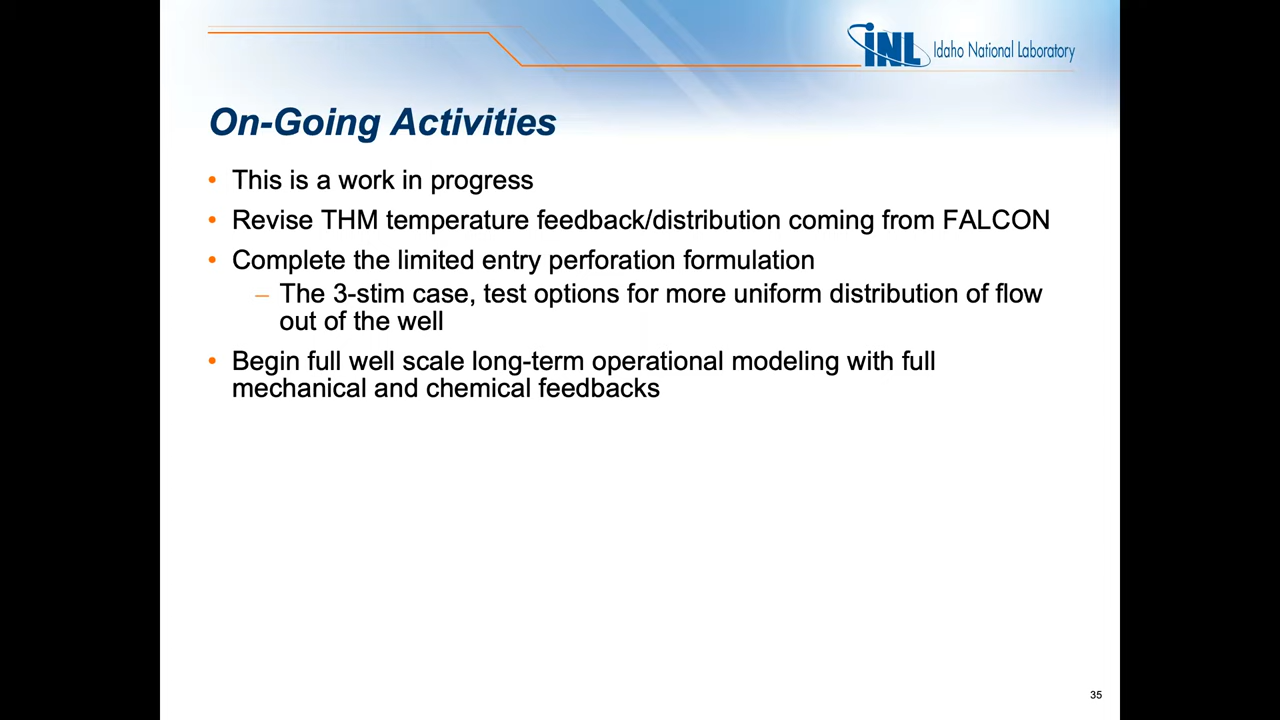 INL Idaho National Laboratory
On-Going Activities
• This is a work in progress
• Revise THM temperature feedback/distribution coming from FALCON
• Complete the limited entry perforation formulation
– The 3-stim case, test options for more uniform distribution of flow
out of the well
• Begin full well scale long-term operational modeling with full
mechanical and chemical feedbacks
35